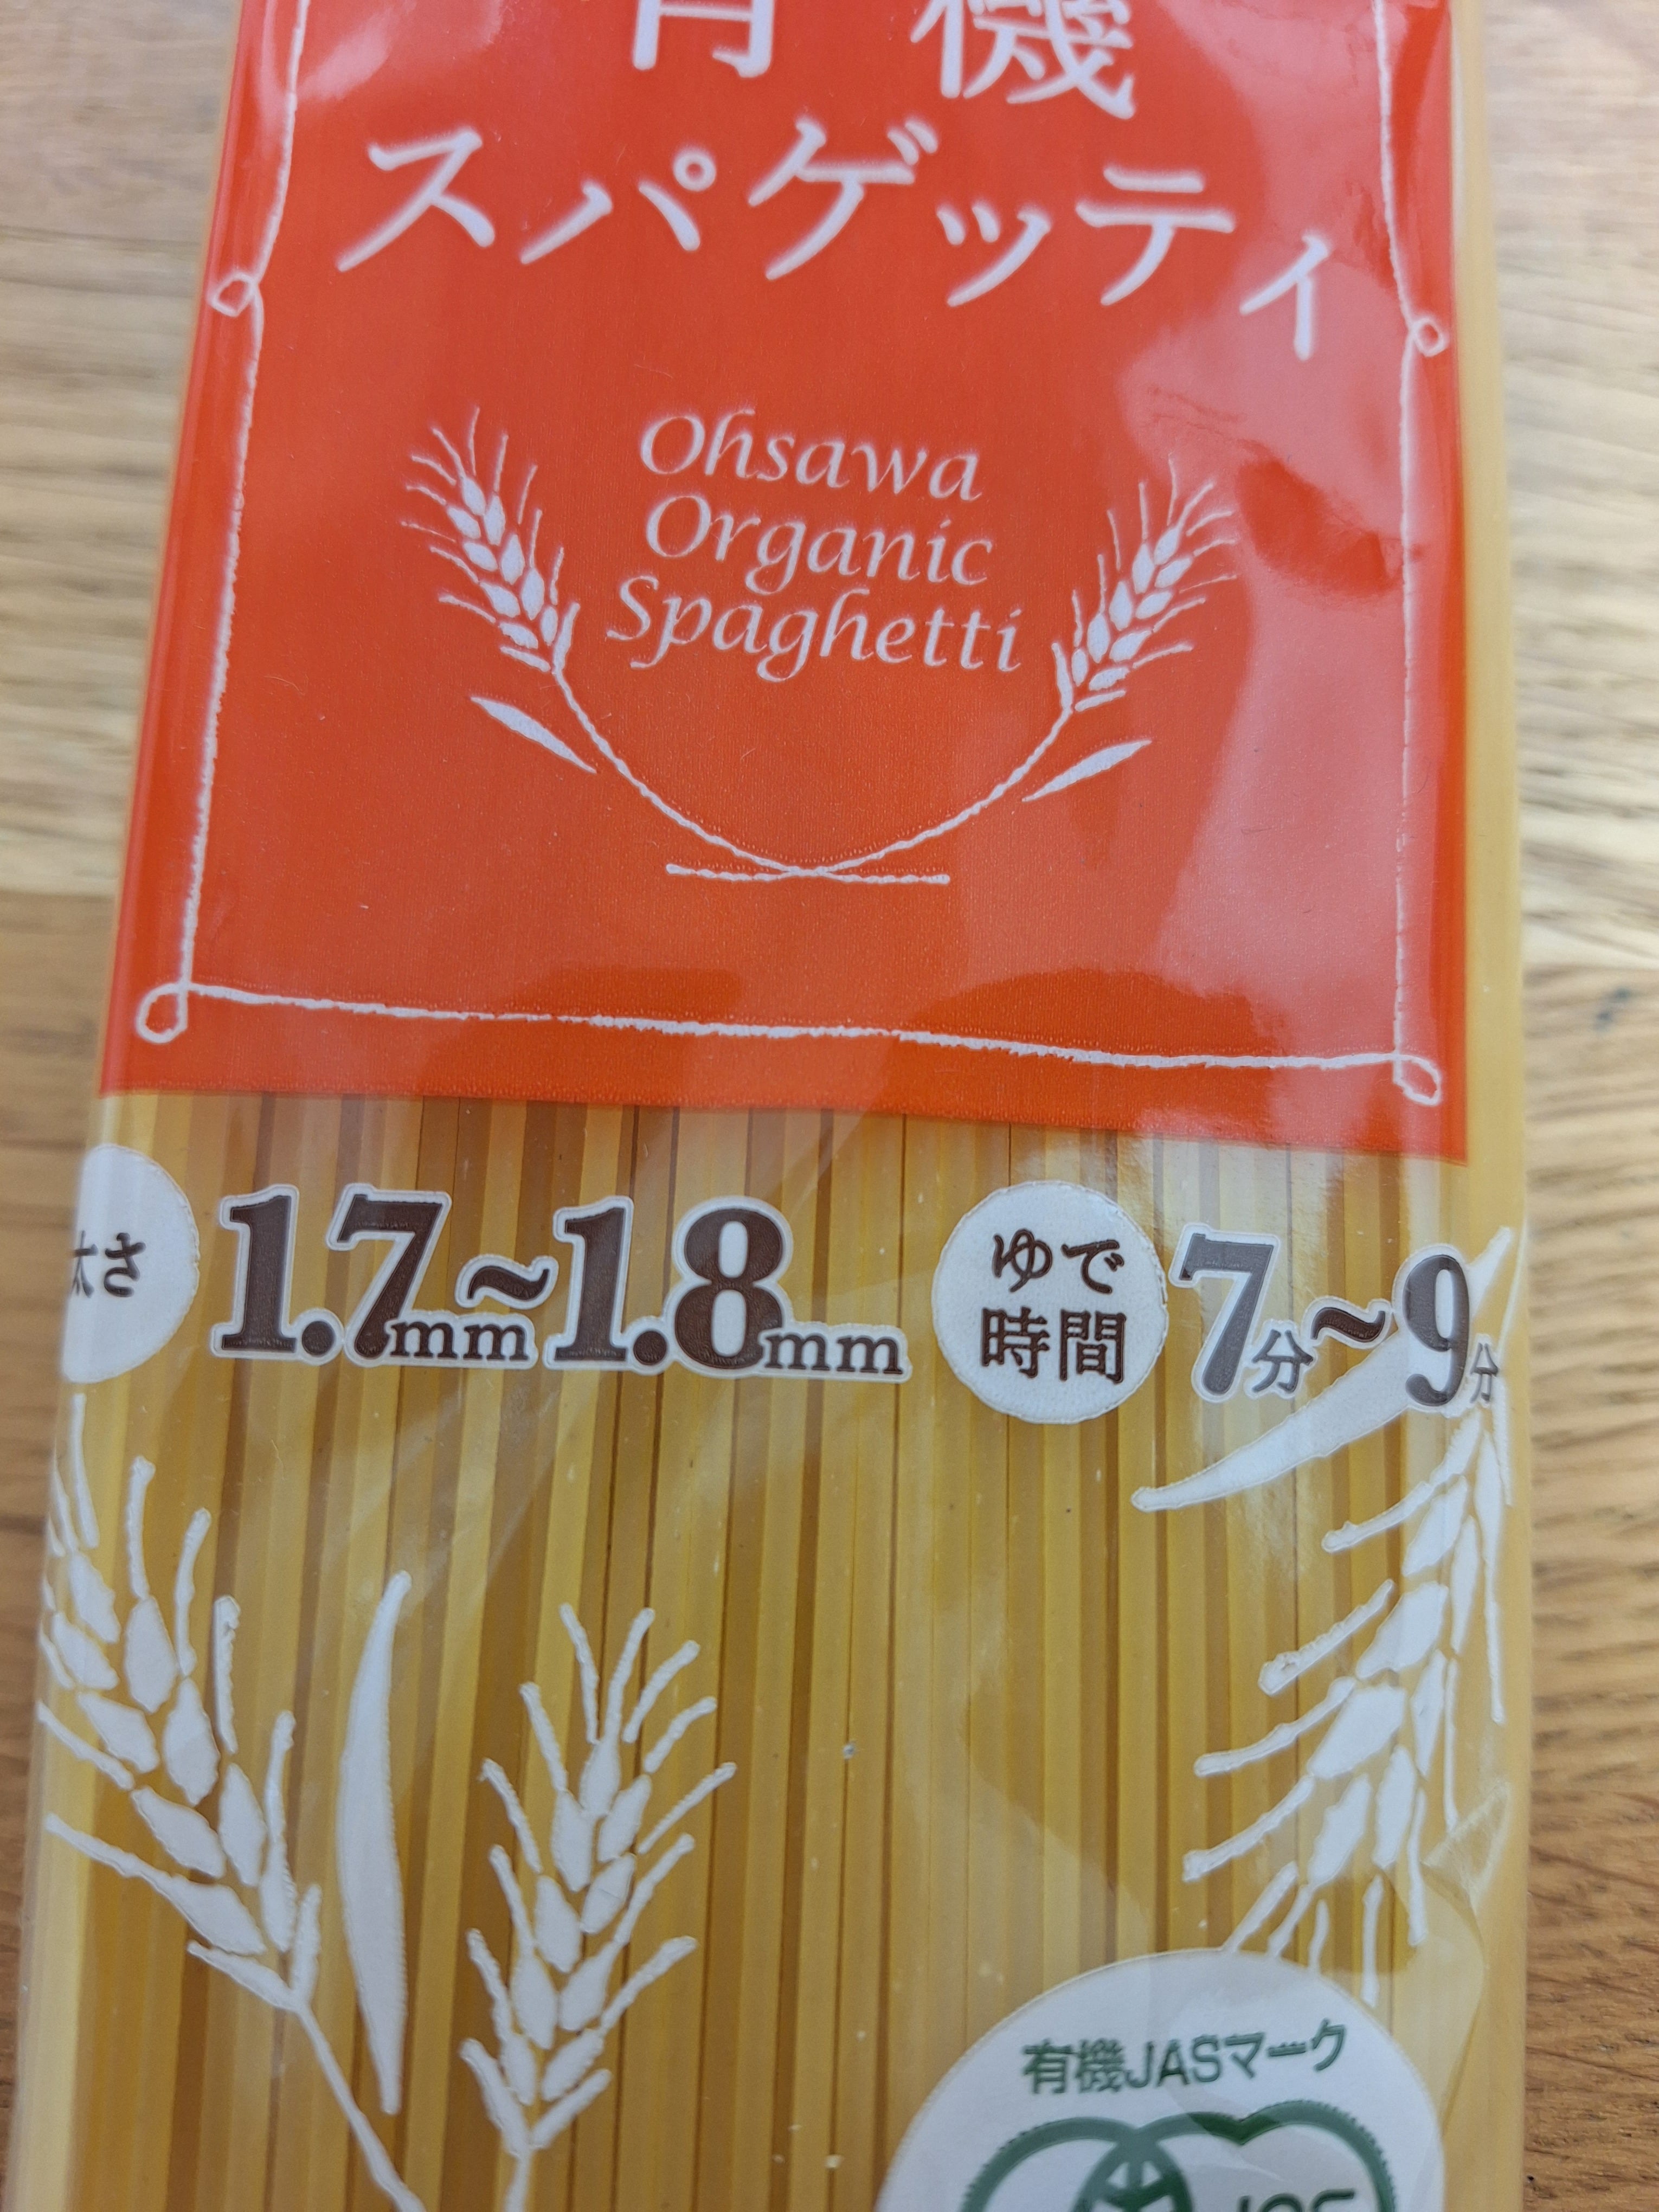 有機
スパゲッティ
Ohsawa
Organic
Spaghetti
太さ 1.7mm~1.8mm
ゆで
時間
7分~9分
有機JASマーク
JAS